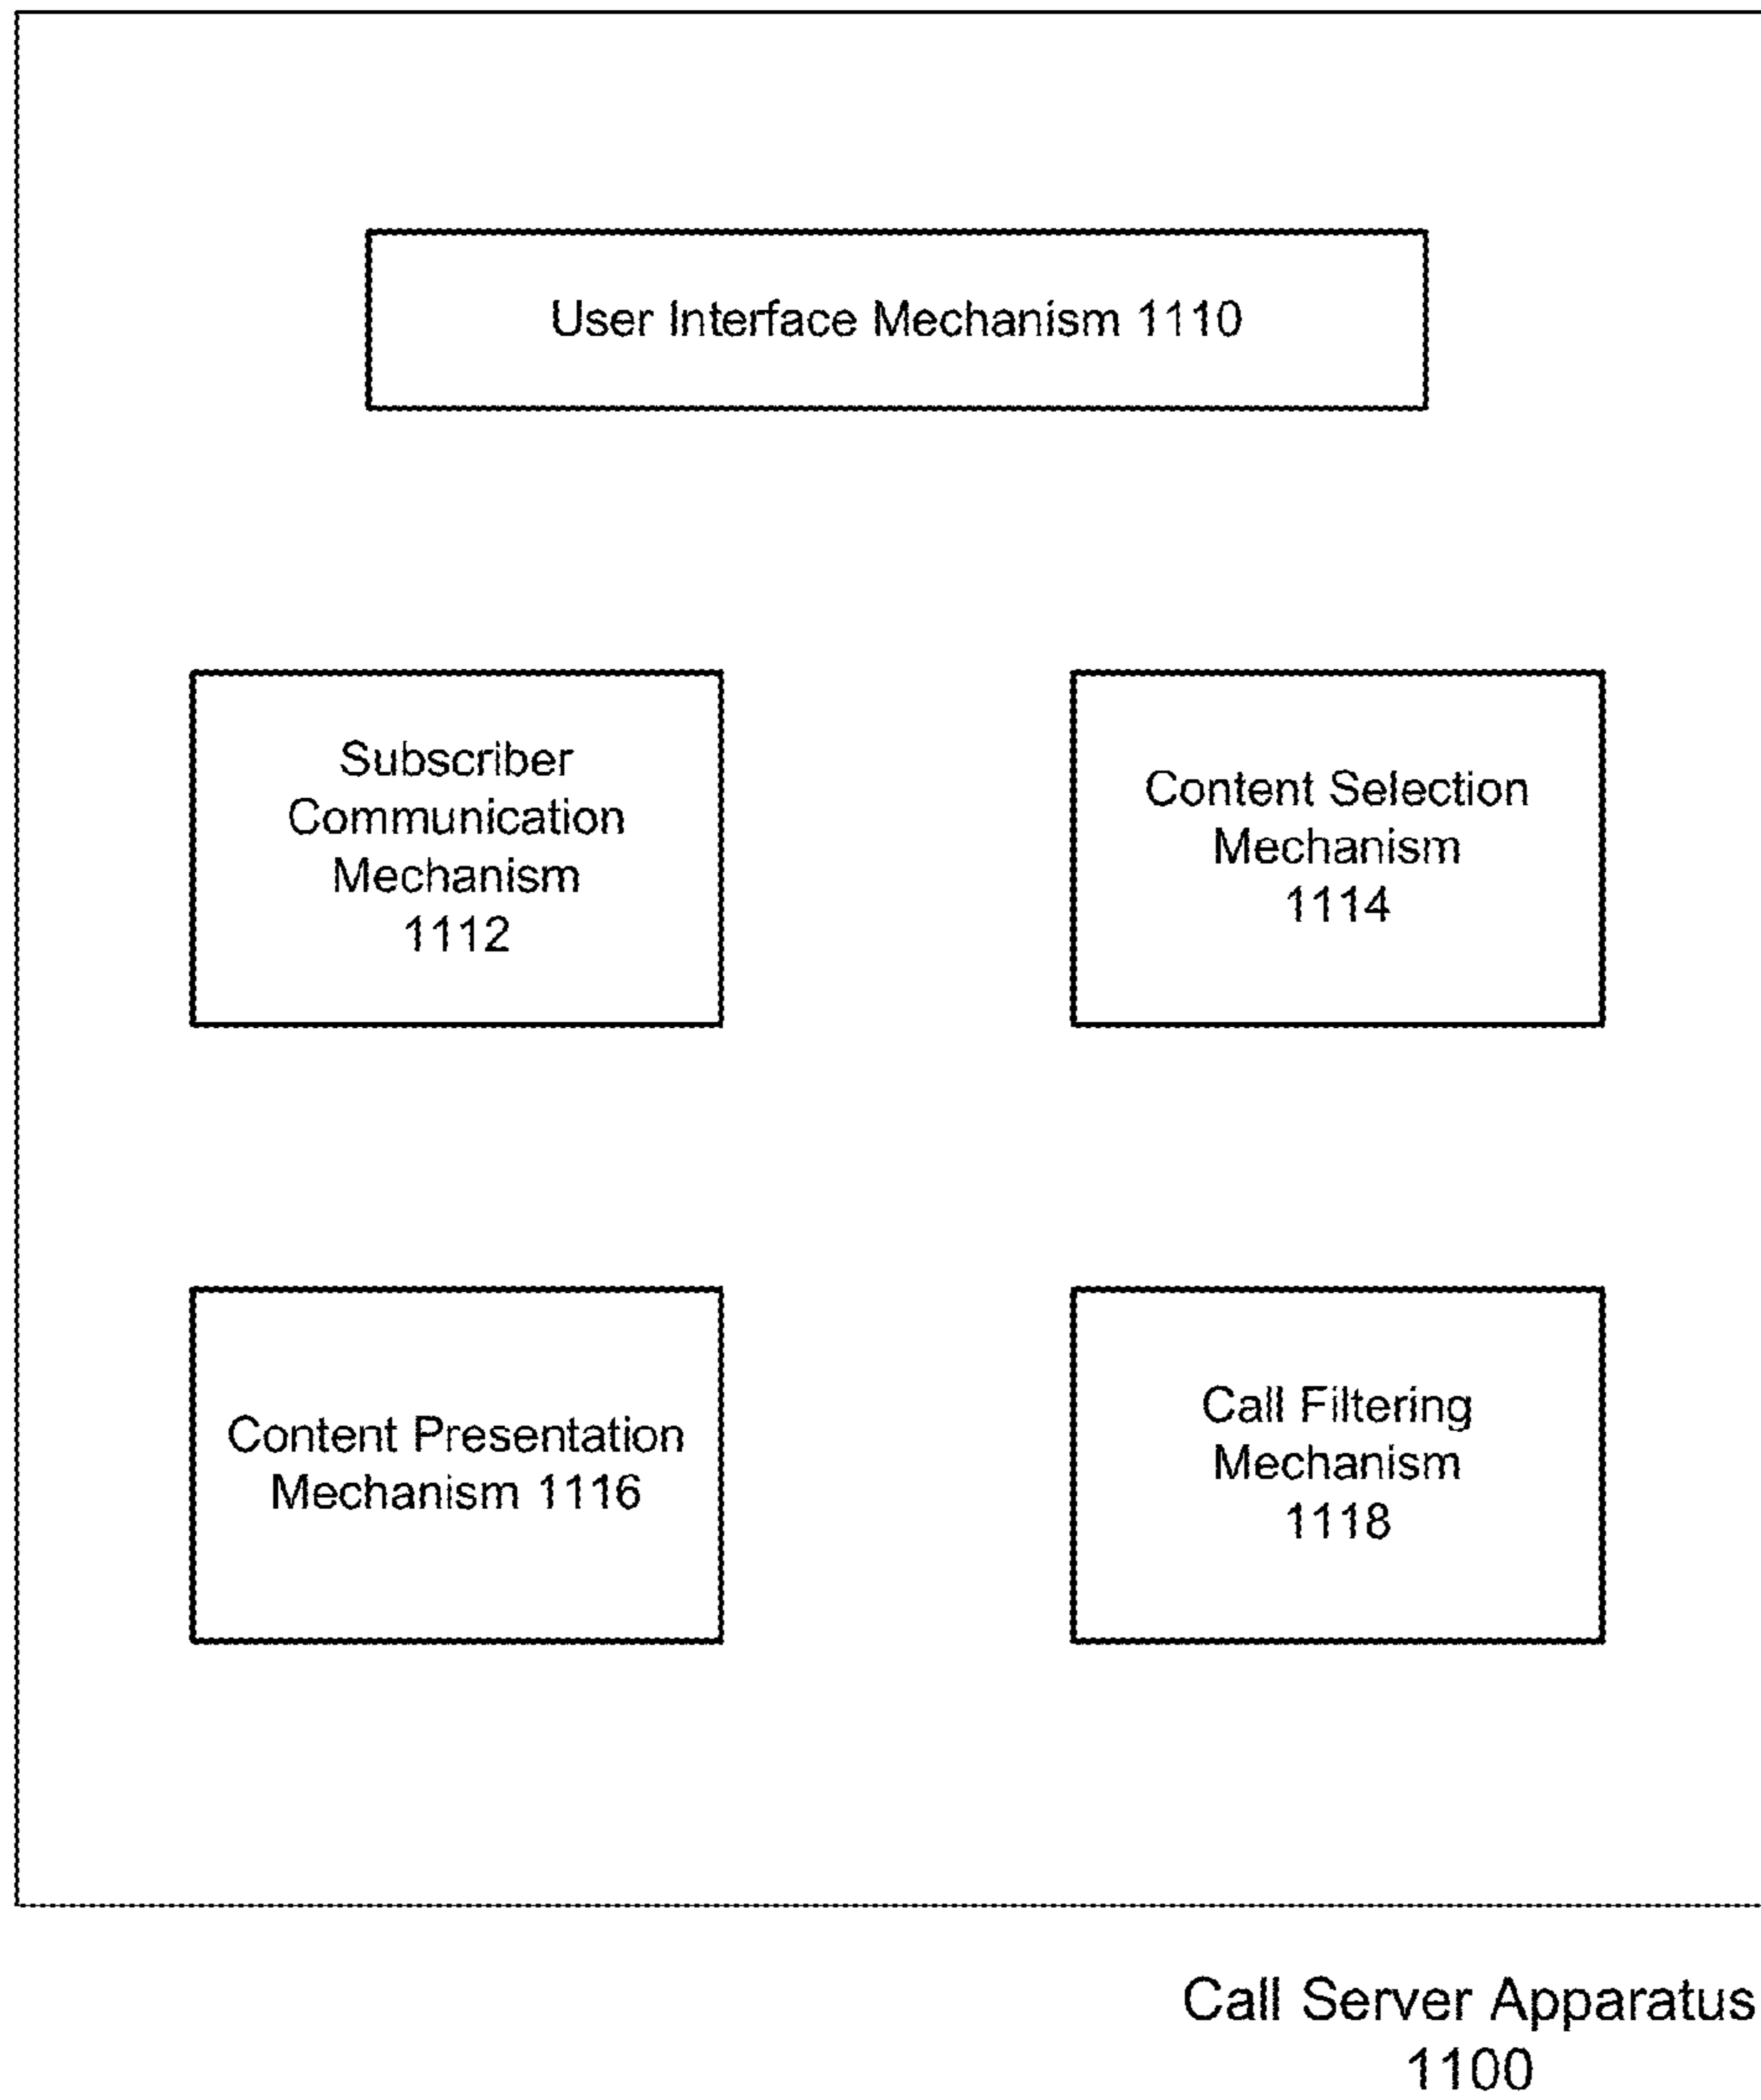 User Interface Mechanism 1110
Subscriber
Communication
Mechanism
1112
Content Selection
Mechanism
1114
Content Presentation
Mechanism 1116
Call Filtering
Mechanism
1118
Call Server Apparatus
1100